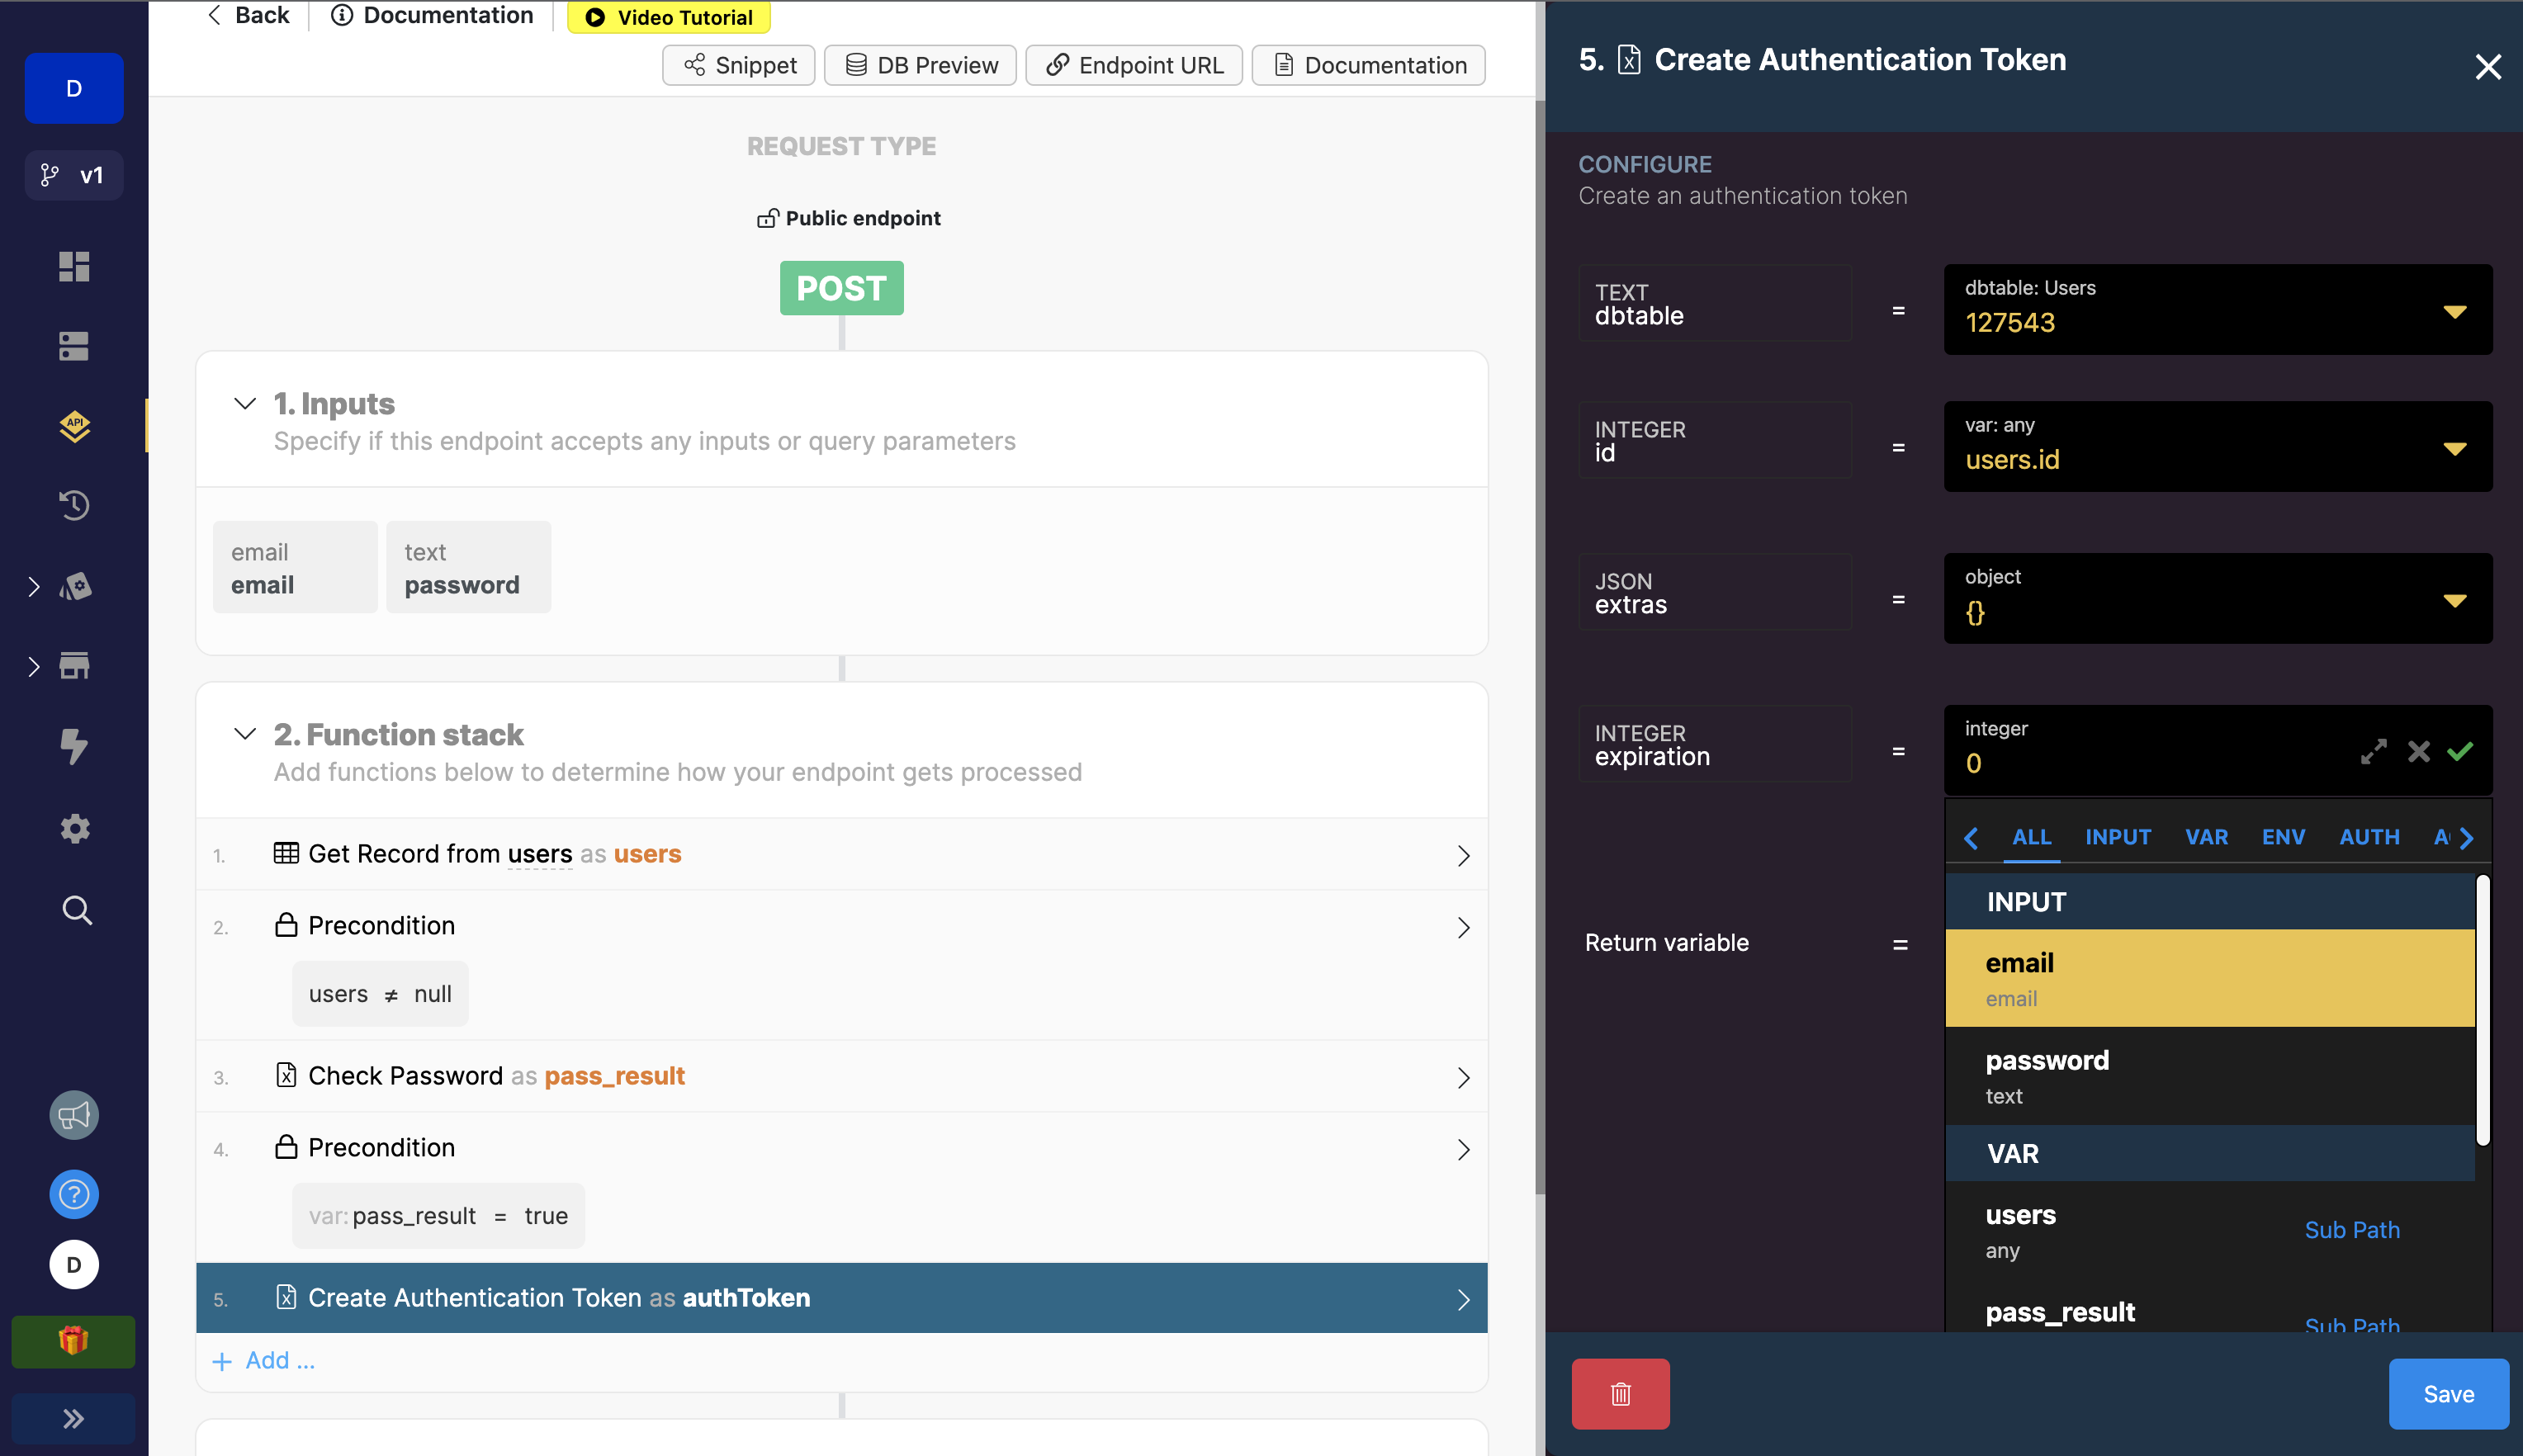 D
v1
API
D
Back
Documentation
Video Tutorial
Snippet
DB Preview
Endpoint URL
Documentation
REQUEST TYPE
Public endpoint
POST
1. Inputs
Specify if this endpoint accepts any inputs or query parameters
email
email
text
password
2. Function stack
Add functions below to determine how your endpoint gets processed
1. Get Record from users as users
2. Precondition
users ≠ null
3. Check Password as pass_result
4. Precondition
var:pass_result = true
5. Create Authentication Token as authToken
+ Add ...
5. Create Authentication Token
CONFIGURE
Create an authentication token
TEXT
dbtable
=
dbtable: Users
127543
INTEGER
id
=
var: any
users.id
JSON
extras
=
object
{}
INTEGER
expiration
=
integer
0
ALL INPUT VAR ENV AUTH
INPUT
email
email
password
text
VAR
users
any
Sub Path
pass_result
Sub Path
Return variable =
Save